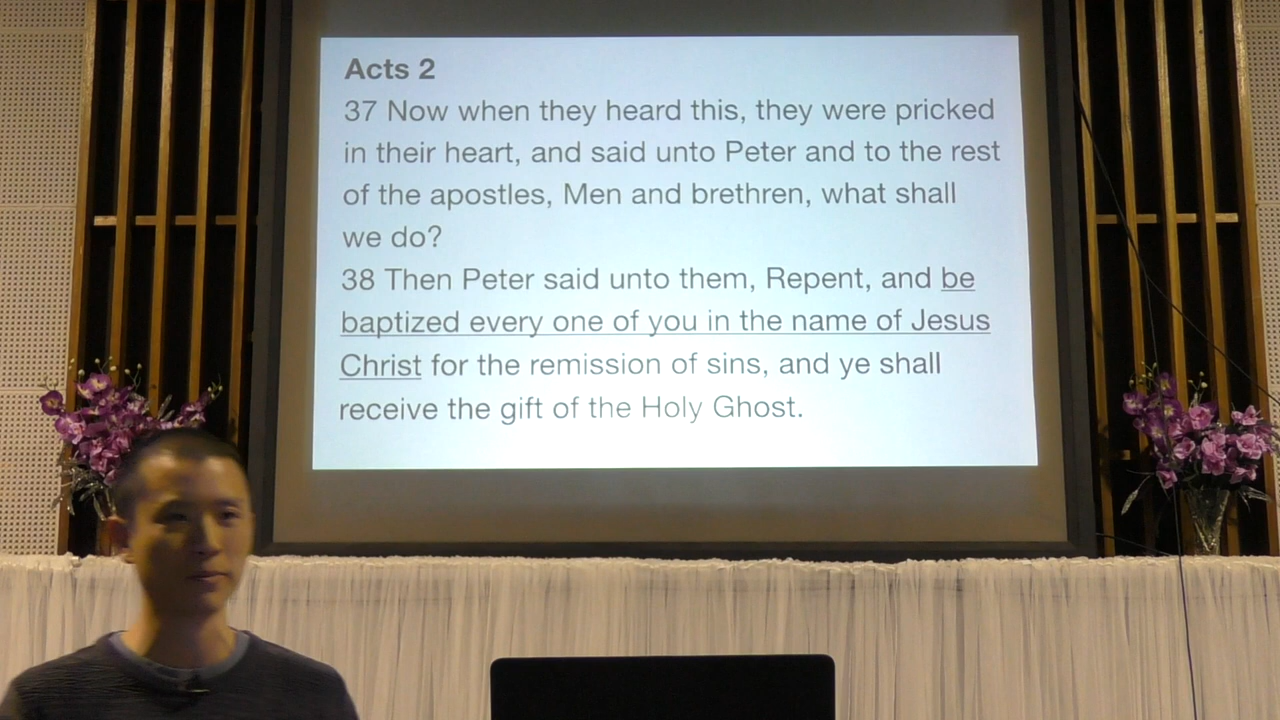 Acts 2
37 Now when they heard this, they were pricked
in their heart, and said unto Peter and to the rest
of the apostles, Men and brethren, what shall
we do?
38 Then Peter said unto them, Repent, and be
baptized every one of you in the name of Jesus
Christ for the remission of sins, and ye shall
receive the gift of the Holy Ghost.